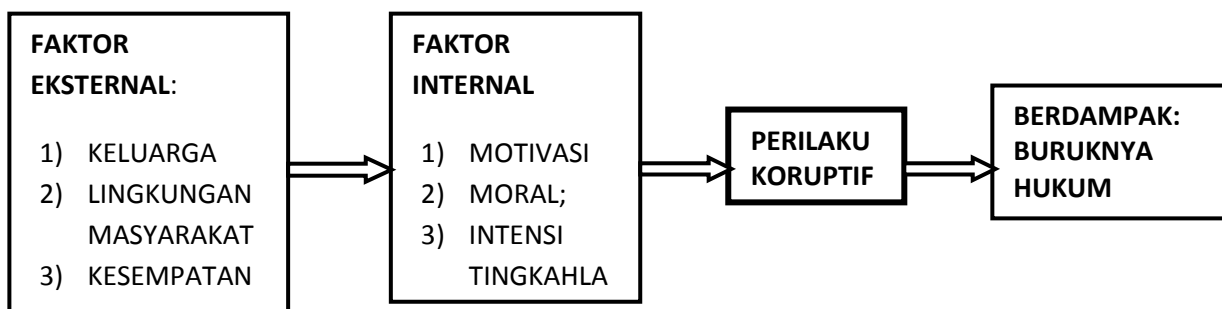 FAKTOR
EKSTERNAL:
1) KELUARGA
2) LINGKUNGAN
MASYARAKAT
3) KESEMPATAN
FAKTOR
INTERNAL
1) MOTIVASI
2) MORAL;
3) INTENSI
TINGKAHLA
PERILAKU
KORUPTIF
BERDAMPAK:
BURUKNYA
HUKUM